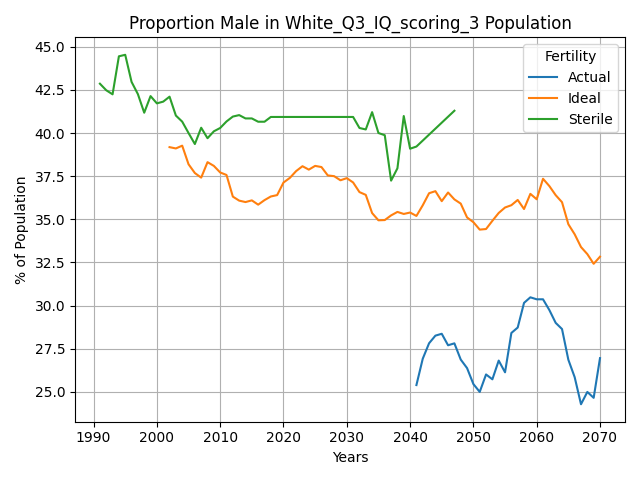 Proportion Male in White_Q3_IQ_scoring_3 Population
45.0
42.5
40.0
37.5
35.0
32.5
30.0
27.5
25.0
% of Population
Fertility
Actual
Ideal
Sterile
1990 2000 2010 2020 2030 2040 2050 2060 2070
Years